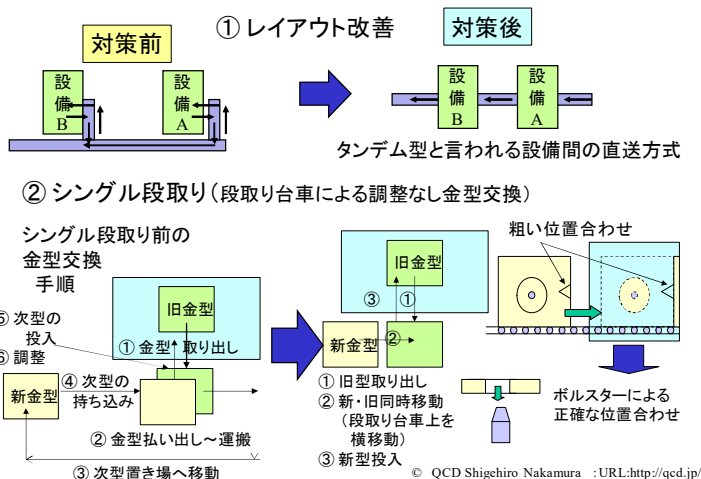 ① レイアウト改善
対策前
対策後
設
備
B
設
備
A
設
備
B
設
備
A
タンデム型と言われる設備間の直送方式
② シングル段取り(段取り台車による調整なし金型交換)
シングル段取り前の
金型交換
手順
旧金型
⑤ 次型の
投入
⑥ 調整
① 金型 取り出し
新金型
④ 次型の
持ち込み
② 金型払い出し～運搬
③ 次型置き場へ移動
旧金型
③
①
新金型
②
① 旧型取り出し
② 新・旧同時移動
(段取り台車上を
横移動)
③ 新型投入
粗い位置合わせ
ボルスターによる
正確な位置合わせ
© QCD Shigehiro Nakamura :URL:http://qcd.jp/